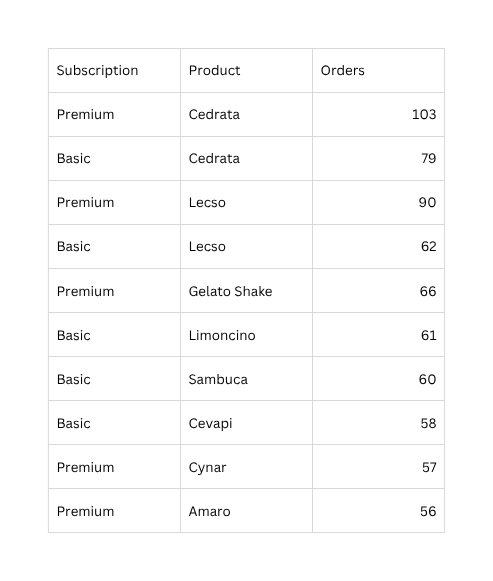 Subscription Product Orders
Premium Cedrata 103
Basic Cedrata 79
Premium Lecso 90
Basic Lecso 62
Premium Gelato Shake 66
Basic Limoncino 61
Basic Sambuca 60
Basic Cevapi 58
Premium Cynar 57
Premium Amaro 56